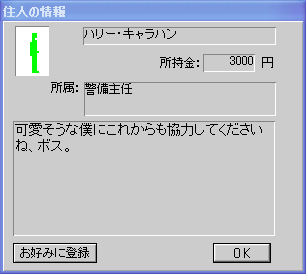 住人の情報
ハリー・キャラハン
所持金: 3000 円
所属: 警備主任
可愛そうな僕にこれからも協力してください
ね、ボス。
お好みに登録 OK